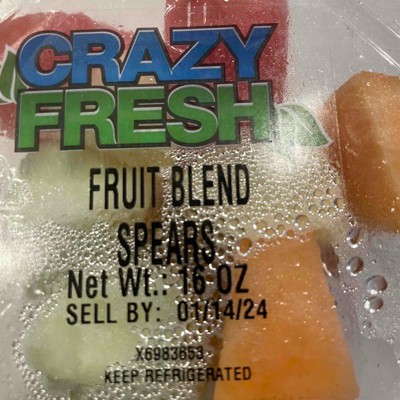 CRAZY
FRESH
FRUIT BLEND
SPEARS
Net Wt.: 16 OZ
SELL BY: 01/14/24
X6983653
KEEP REFRIGERATED